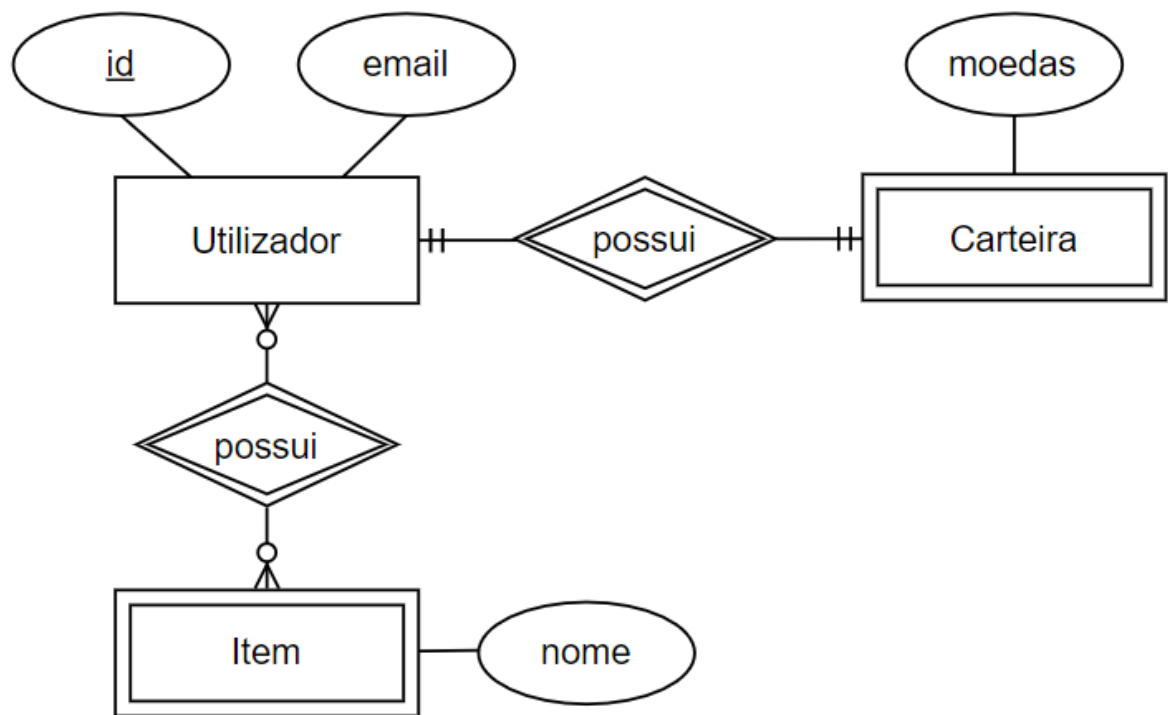 id
email
moedas
Utilizador
possui
Carteira
possui
Item
nome